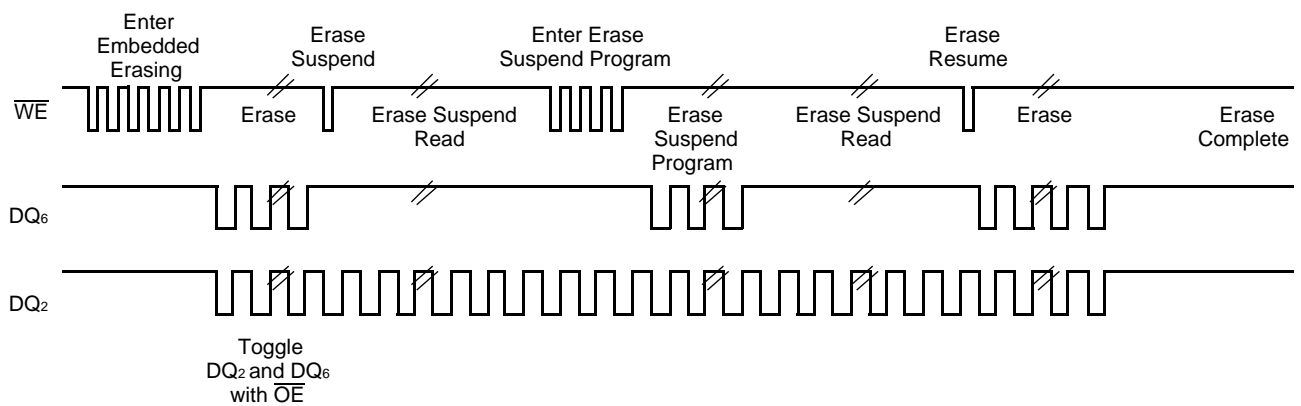 Enter
Embedded
Erasing
Erase
Suspend
Enter Erase
Suspend Program
Erase
Resume
WE
Erase
Erase Suspend
Read
Erase
Suspend
Program
Erase Suspend
Read
Erase
Erase
Complete
DQ6
DQ2
Toggle
DQ2 and DQ6
with OE